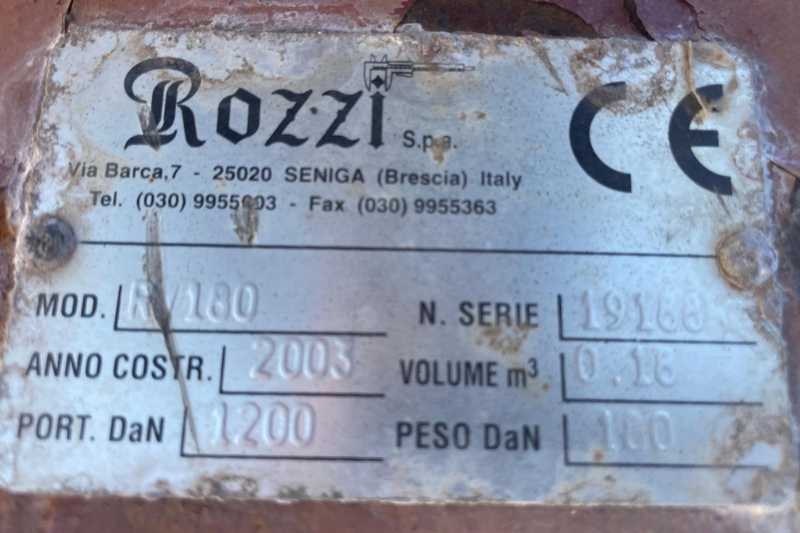 Rozzi S.p.a. CE
Via Barca,7 - 25020 SENIGA (Brescia) Italy
Tel. (030) - Fax (030) 9955363
MOD. RV180 N. SERIE
ANNO COSTR. 2003 VOLUME m³
PORT. DaN 1200 PESO DaN